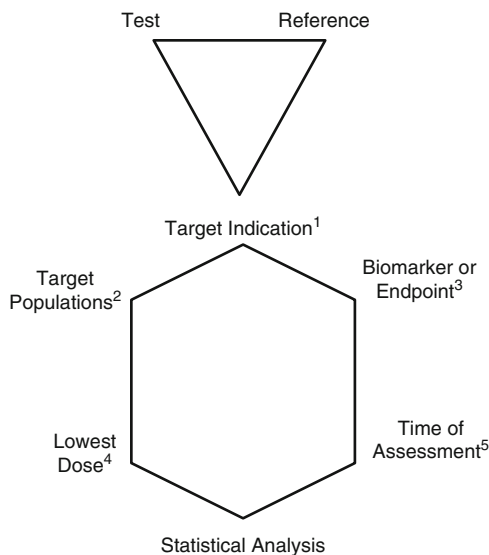 Test
Reference
Target Indication¹
Target
Populations²
Biomarker or
Endpoint³
Lowest
Dose⁴
Time of
Assessment⁵
Statistical Analysis